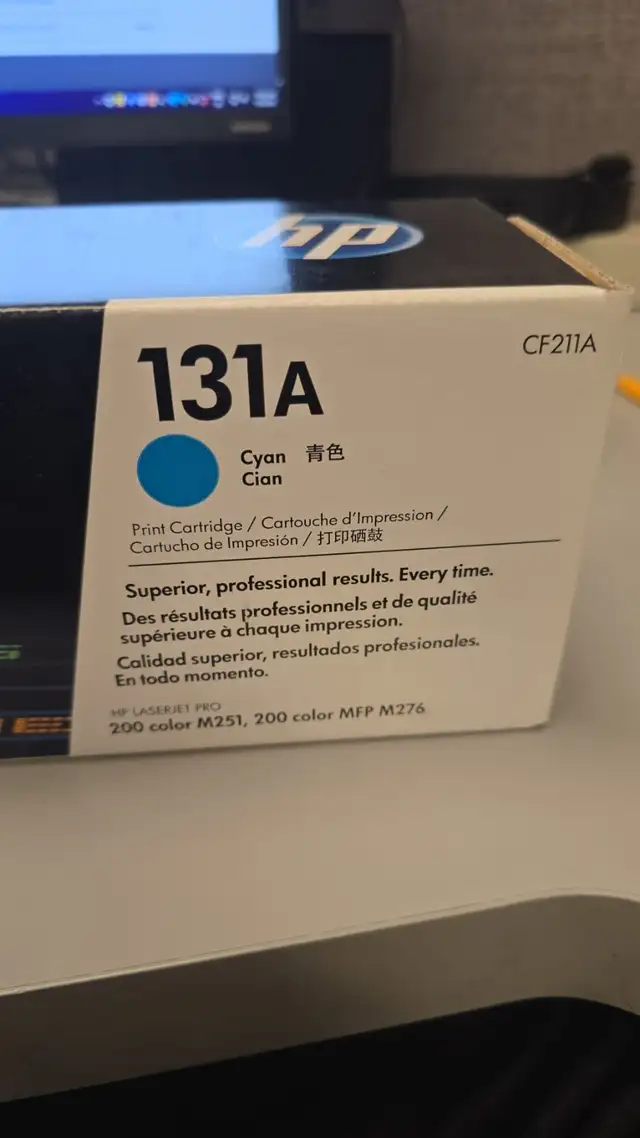 hp
131A
CF211A
Cyan 青色
Cian
Print Cartridge / Cartouche d'Impression /
Cartucho de Impresión / 打印硒鼓
Superior, professional results. Every time.
Des résultats professionnels et de qualité
supérieure à chaque impression.
Calidad superior, resultados profesionales.
En todo momento.
HP LASERJET PRO
200 color M251, 200 color MFP M276